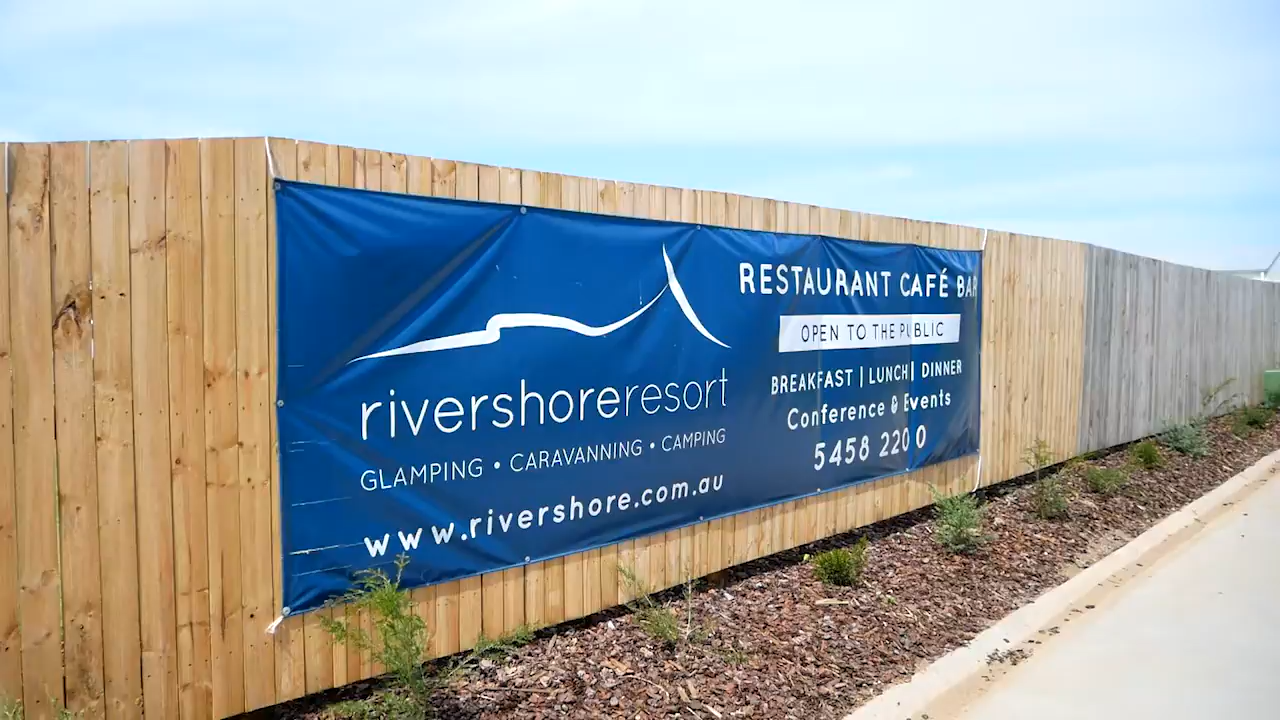 rivershoreresort
GLAMPING • CARAVANNING • CAMPING
www.rivershore.com.au
RESTAURANT CAFÉ BAR
OPEN TO THE PUBLIC
BREAKFAST | LUNCH | DINNER
Conference & Events
5458 2200